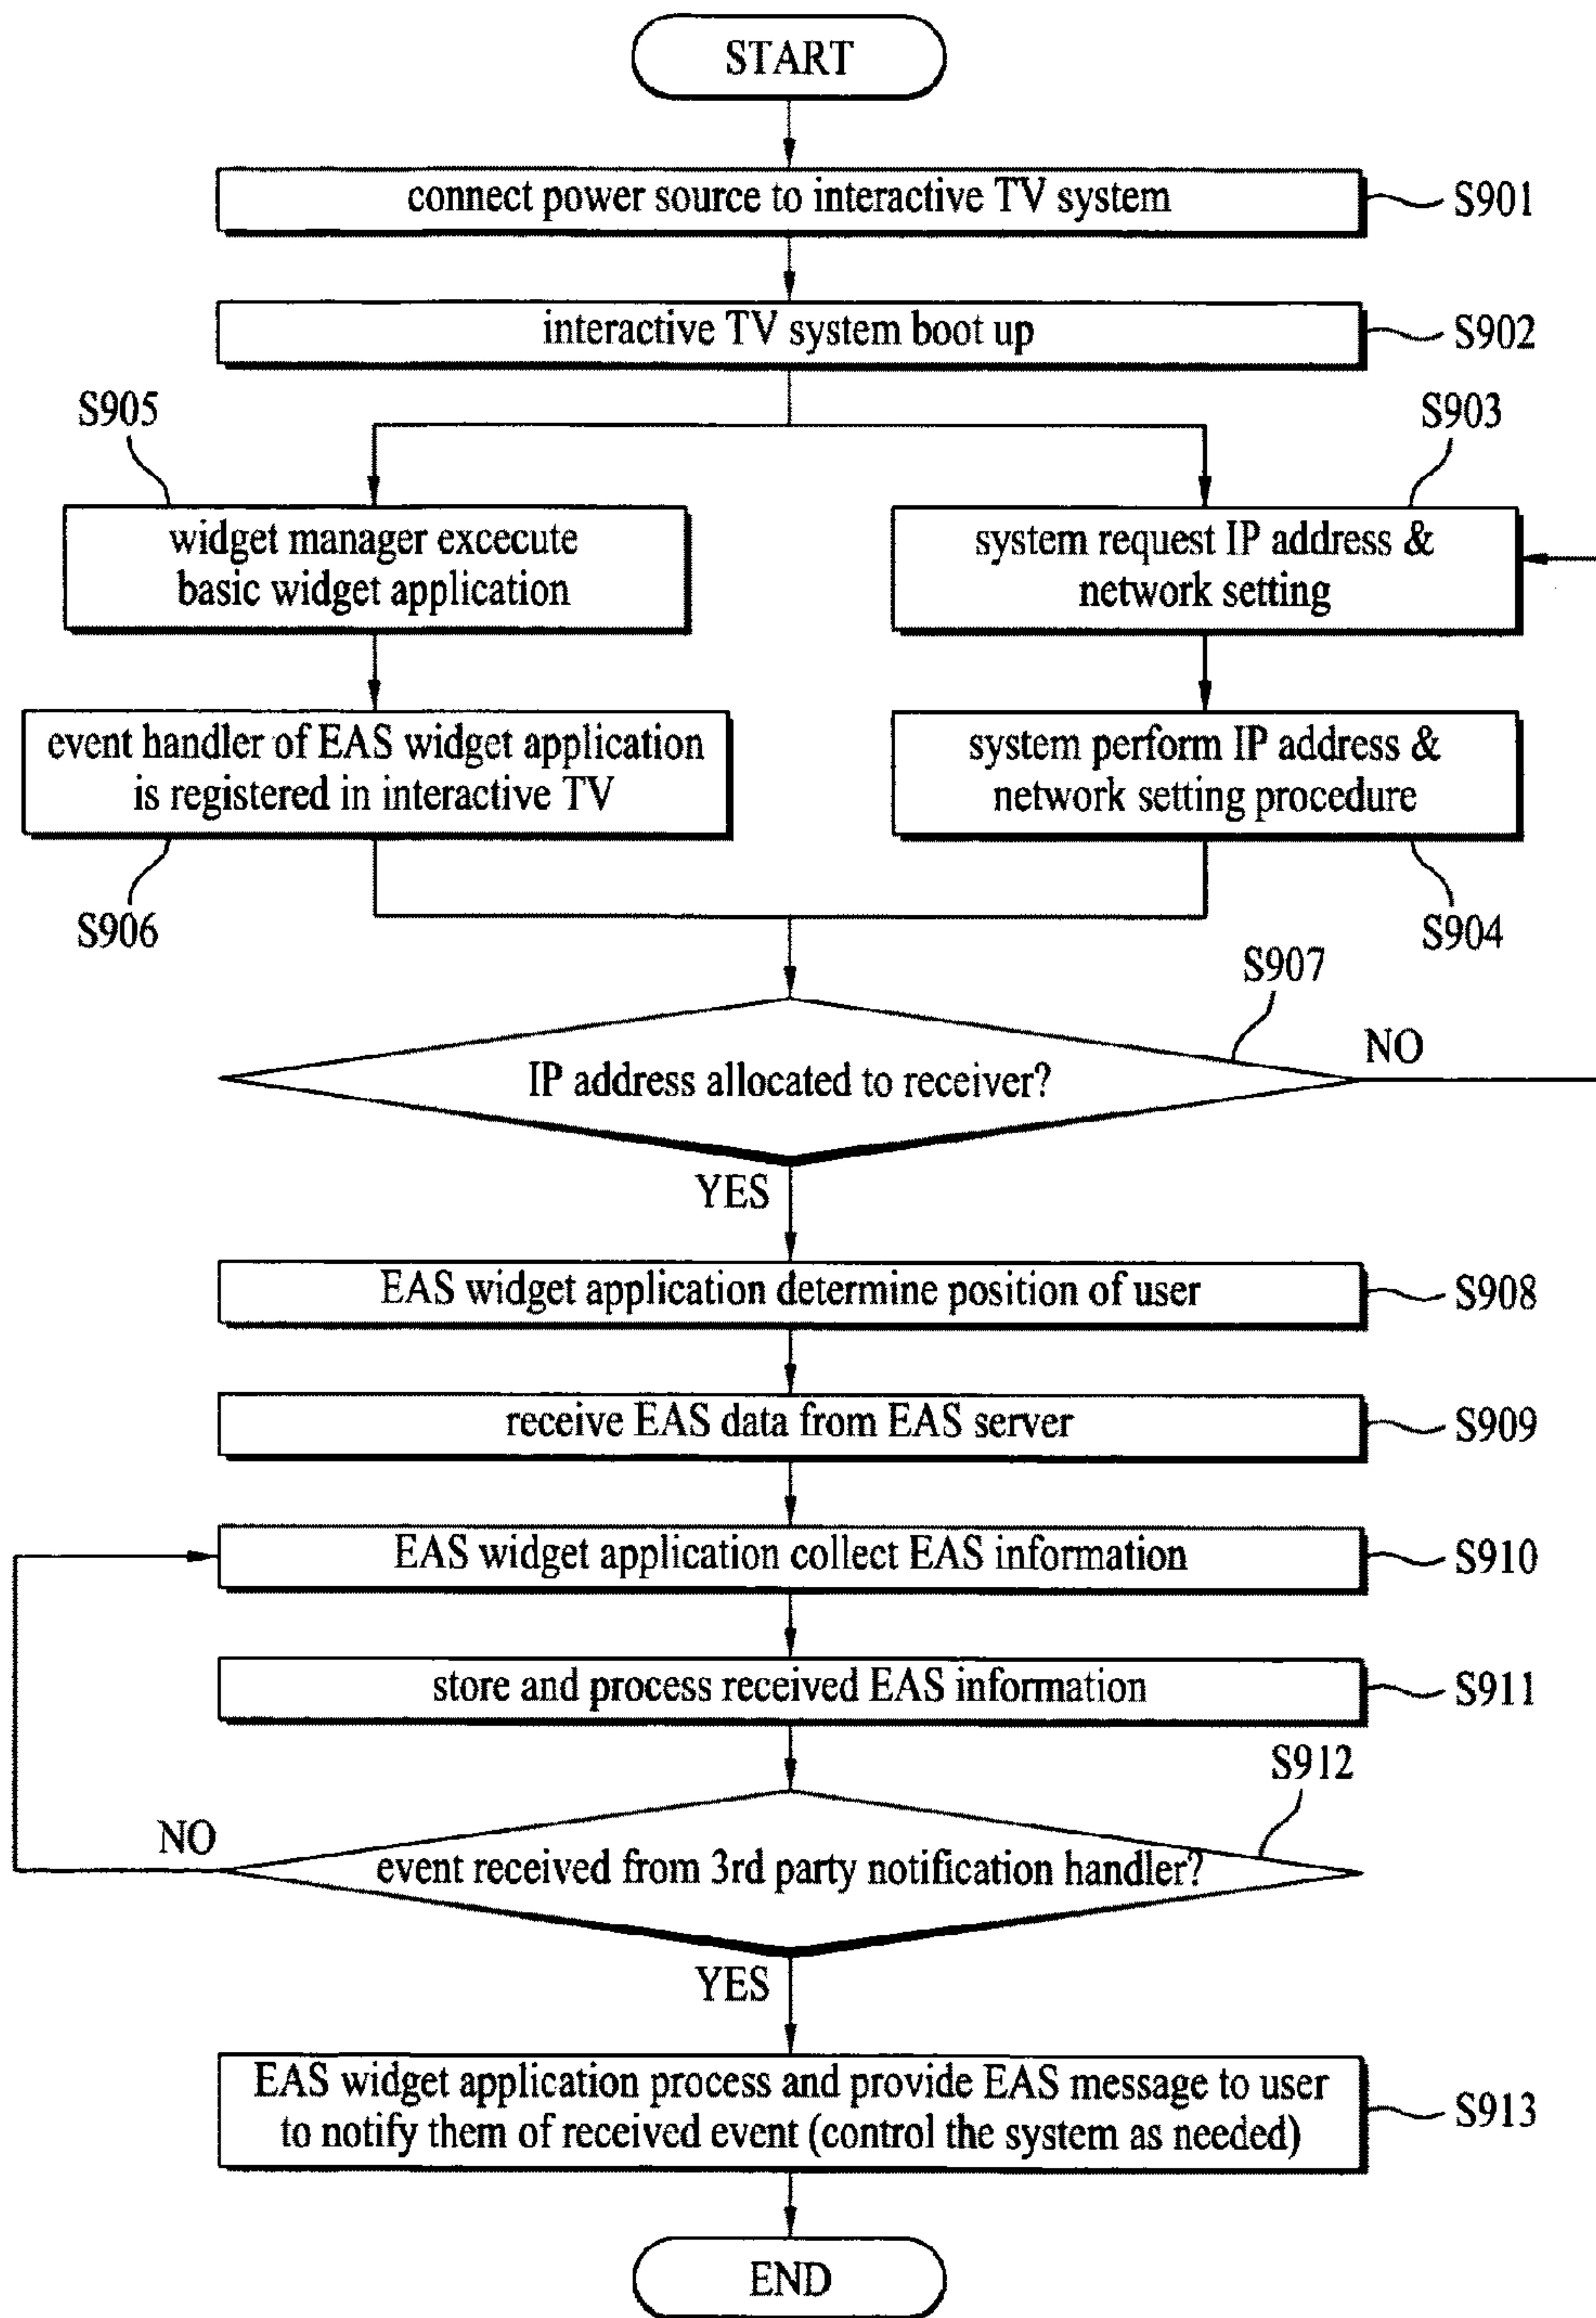 START
connect power source to interactive TV system
S901
interactive TV system boot up
S902
S905
S903
widget manager excecute
basic widget application
system request IP address &
network setting
event handler of EAS widget application
is registered in interactive TV
system perform IP address &
network setting procedure
S906
S904
S907
IP address allocated to receiver?
NO
YES
EAS widget application determine position of user
S908
receive EAS data from EAS server
S909
EAS widget application collect EAS information
S910
store and process received EAS information
S911
S912
NO
event received from 3rd party notification handler?
YES
EAS widget application process and provide EAS message to user
to notify them of received event (control the system as needed)
S913
END